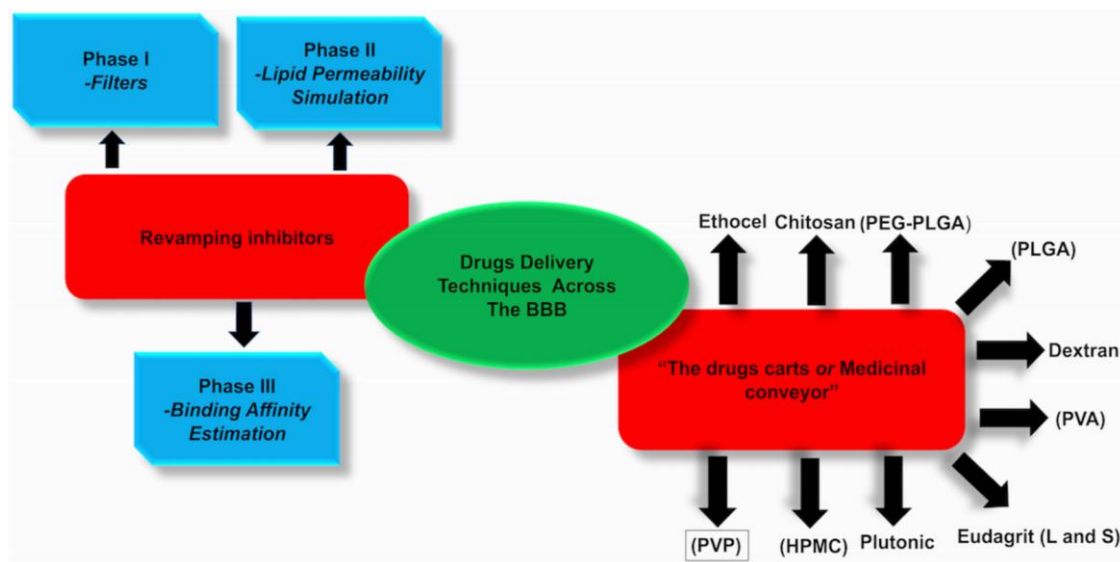 Phase I
-Filters
Phase II
-Lipid Permeability
Simulation
Revamping inhibitors
Phase III
-Binding Affinity
Estimation
Drugs Delivery
Techniques Across
The BBB
Ethocel
Chitosan
(PEG-PLGA)
(PLGA)
Dextran
(PVA)
Eudagrit (L and S)
“The drugs carts or Medicinal
conveyor”
(PVP)
(HPMC)
Plutonic